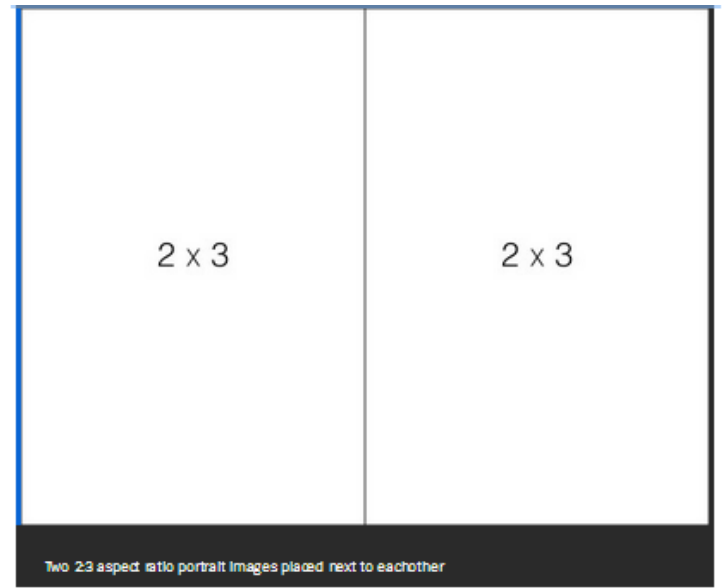 2 x 3
2 x 3
Two 2:3 aspect ratio portrait images placed next to eachother